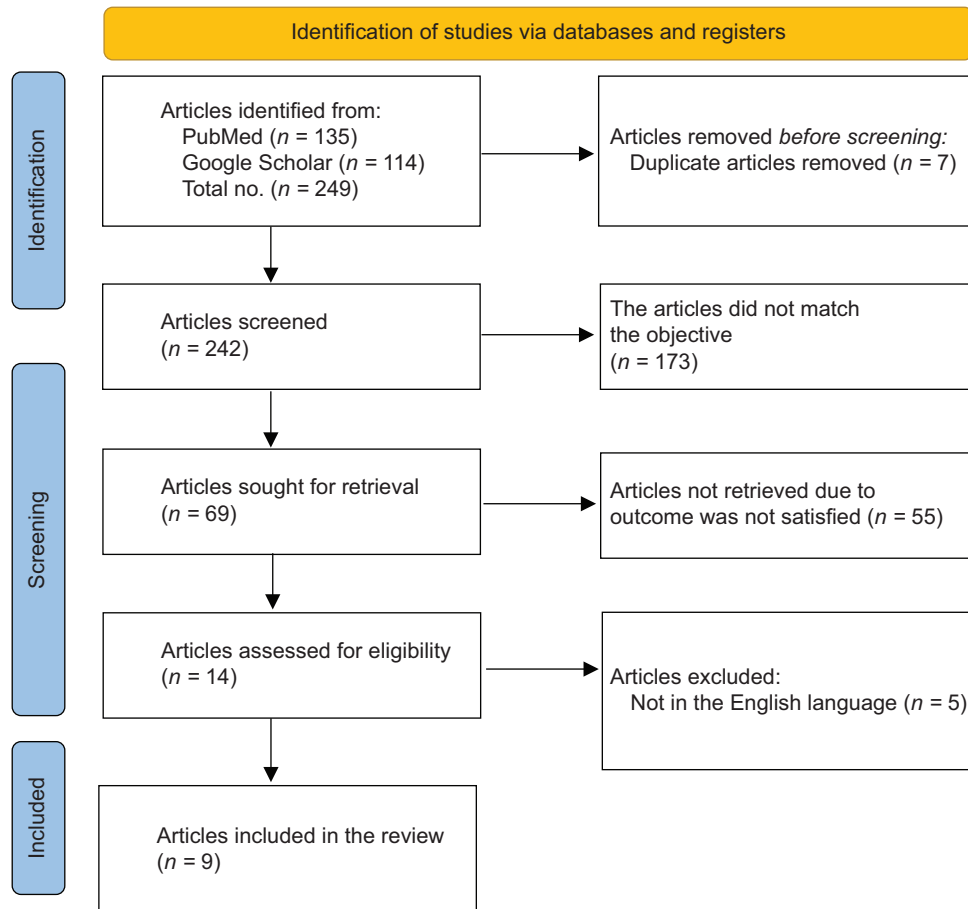 Identification of studies via databases and registers
Identification
Articles identified from:
PubMed (n = 135)
Google Scholar (n = 114)
Total no. (n = 249)
Articles removed before screening:
Duplicate articles removed (n = 7)
Articles screened
(n = 242)
The articles did not match
the objective
(n = 173)
Screening
Articles sought for retrieval
(n = 69)
Articles not retrieved due to
outcome was not satisfied (n = 55)
Articles assessed for eligibility
(n = 14)
Articles excluded:
Not in the English language (n = 5)
Included
Articles included in the review
(n = 9)